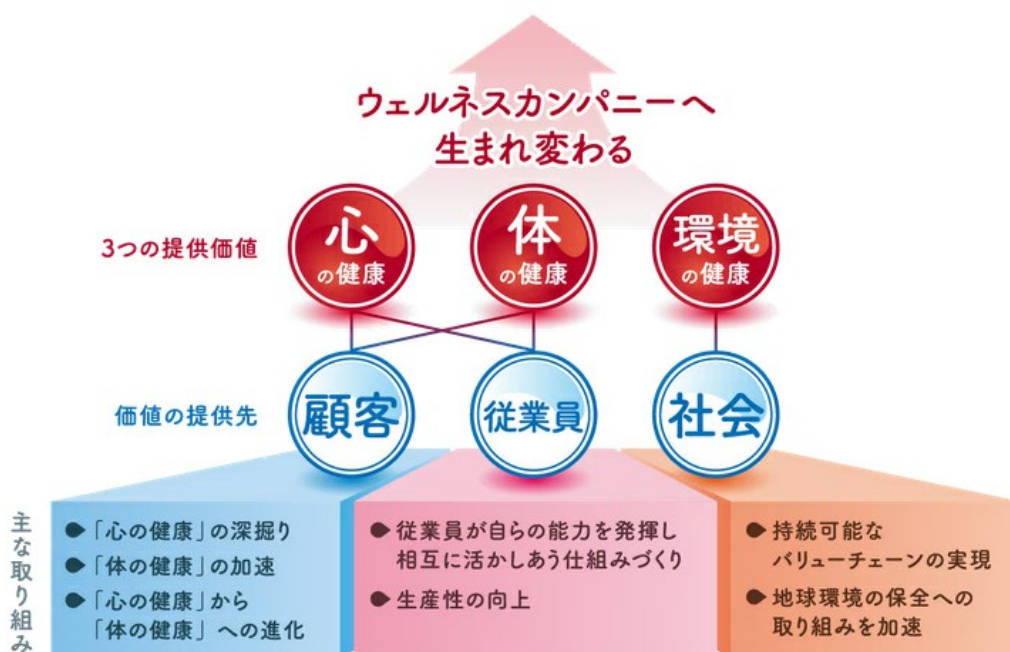 ウェルネスカンパニーへ
生まれ変わる
3つの提供価値
心
の健康
体
の健康
環境
の健康
価値の提供先
顧客
従業員
社会
主な取り組み
「心の健康」の深掘り
「体の健康」の加速
「心の健康」から
「体の健康」への進化
従業員が自らの能力を発揮し
相互に活かしあう仕組みづくり
生産性の向上
持続可能な
バリューチェーンの実現
地球環境の保全への
取り組みを加速